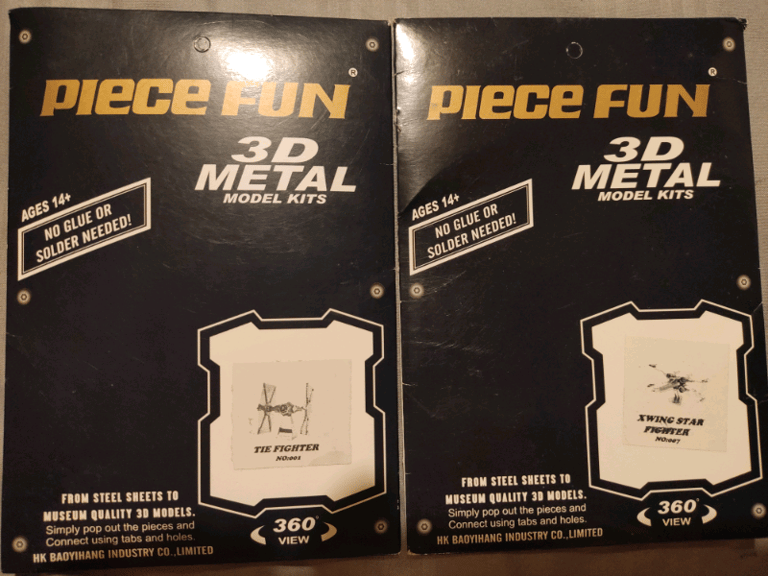 PIECE FUN ®
3D
METAL
MODEL KITS
AGES 14+
NO GLUE OR
SOLDER NEEDED!
TIE FIGHTER
NO:001
FROM STEEL SHEETS TO
MUSEUM QUALITY 3D MODELS.
Simply pop out the pieces and
Connect using tabs and holes.
HK BAOYIHANG INDUSTRY CO.,LIMITED
360°
VIEW
PIECE FUN ®
3D
METAL
MODEL KITS
AGES 14+
NO GLUE OR
SOLDER NEEDED!
XWING STAR
FIGHTER
NO:007
FROM STEEL SHEETS TO
MUSEUM QUALITY 3D MODELS.
Simply pop out the pieces and
Connect using tabs and holes.
HK BAOYIHANG INDUSTRY CO.,LIMITED
360°
VIEW